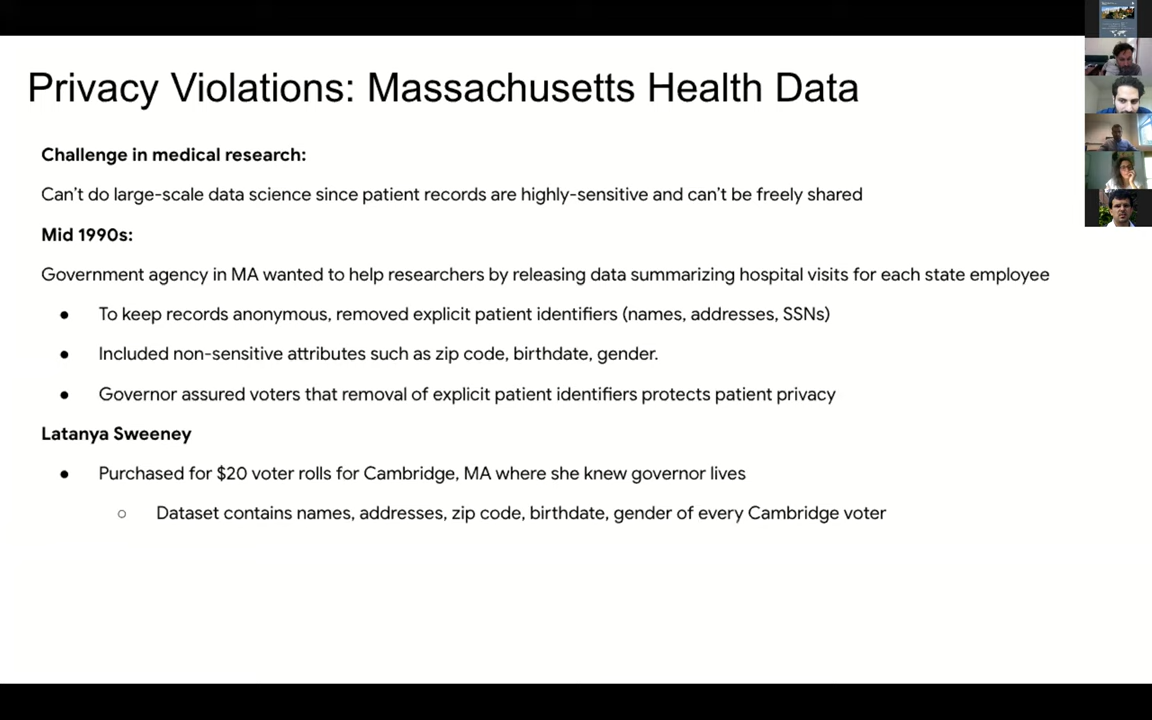 Privacy Violations: Massachusetts Health Data
Challenge in medical research:
Can't do large-scale data science since patient records are highly-sensitive and can't be freely shared
Mid 1990s:
Government agency in MA wanted to help researchers by releasing data summarizing hospital visits for each state employee
● To keep records anonymous, removed explicit patient identifiers (names, addresses, SSNs)
● Included non-sensitive attributes such as zip code, birthdate, gender.
● Governor assured voters that removal of explicit patient identifiers protects patient privacy
Latanya Sweeney
● Purchased for $20 voter rolls for Cambridge, MA where she knew governor lives
○ Dataset contains names, addresses, zip code, birthdate, gender of every Cambridge voter